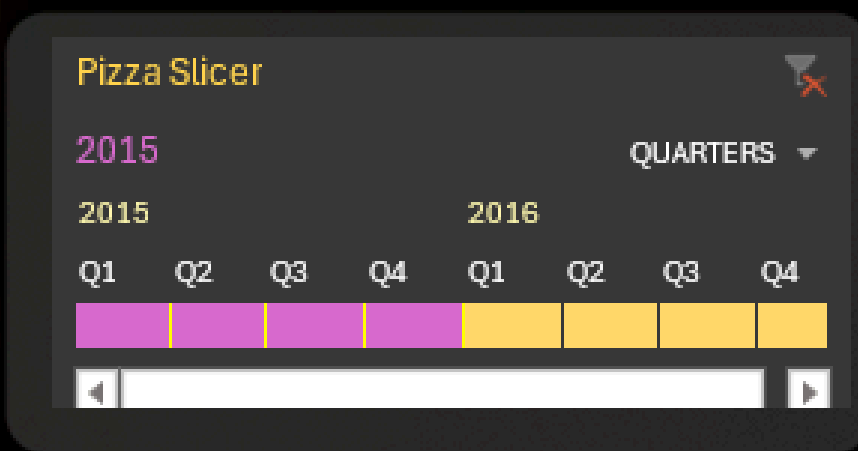 Pizza Slicer
2015
QUARTERS
2015 2016
Q1 Q2 Q3 Q4 Q1 Q2 Q3 Q4